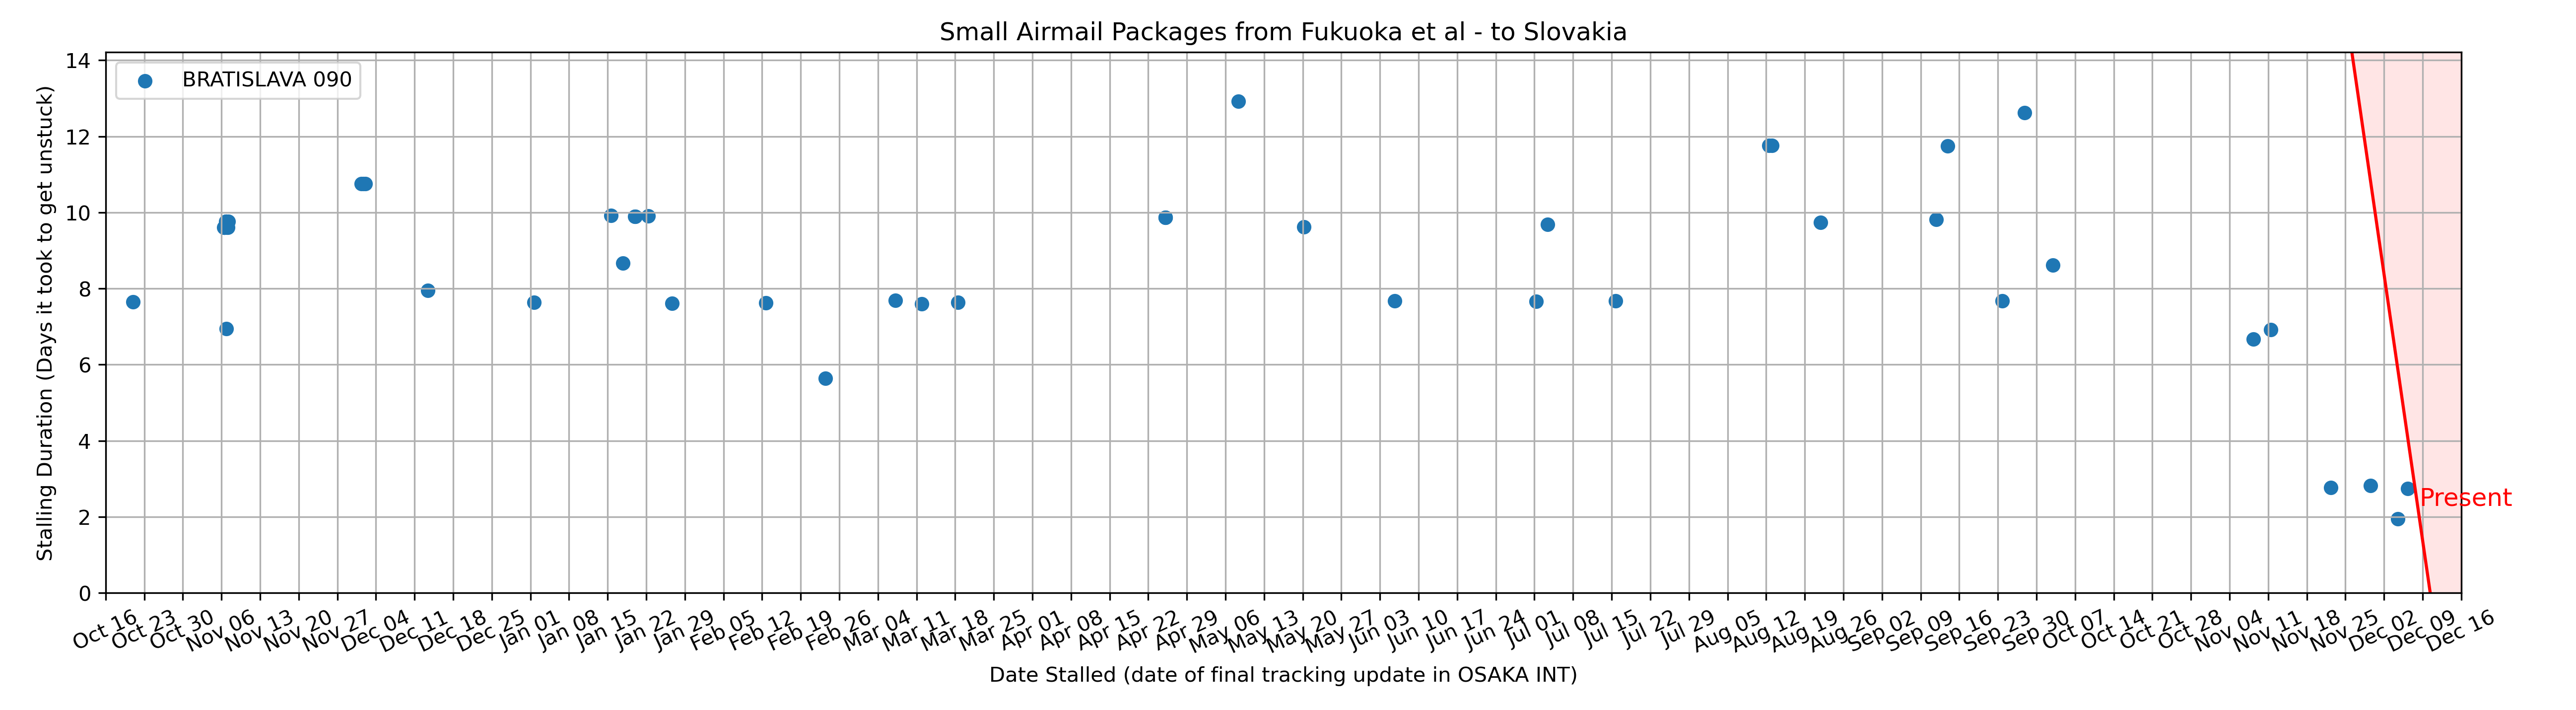 Small Airmail Packages from Fukuoka et al - to Slovakia
BRATISLAVA 090
Stalling Duration (Days it took to get unstuck)
14
12
10
8
6
4
2
0
Present
Oct 16 Oct 23 Oct 30 Nov 06 Nov 13 Nov 20 Nov 27 Dec 04 Dec 11 Dec 18 Dec 25 Jan 01 Jan 08 Jan 15 Jan 22 Jan 29 Feb 05 Feb 12 Feb 19 Feb 26 Mar 04 Mar 11 Mar 18 Mar 25 Apr 01 Apr 08 Apr 15 Apr 22 Apr 29 May 06 May 13 May 20 May 27 Jun 03 Jun 10 Jun 17 Jun 24 Jul 01 Jul 08 Jul 15 Jul 22 Jul 29 Aug 05 Aug 12 Aug 19 Aug 26 Sep 02 Sep 09 Sep 16 Sep 23 Sep 30 Oct 07 Oct 14 Oct 21 Oct 28 Nov 04 Nov 11 Nov 18 Nov 25 Dec 02 Dec 09 Dec 16
Date Stalled (date of final tracking update in OSAKA INT)